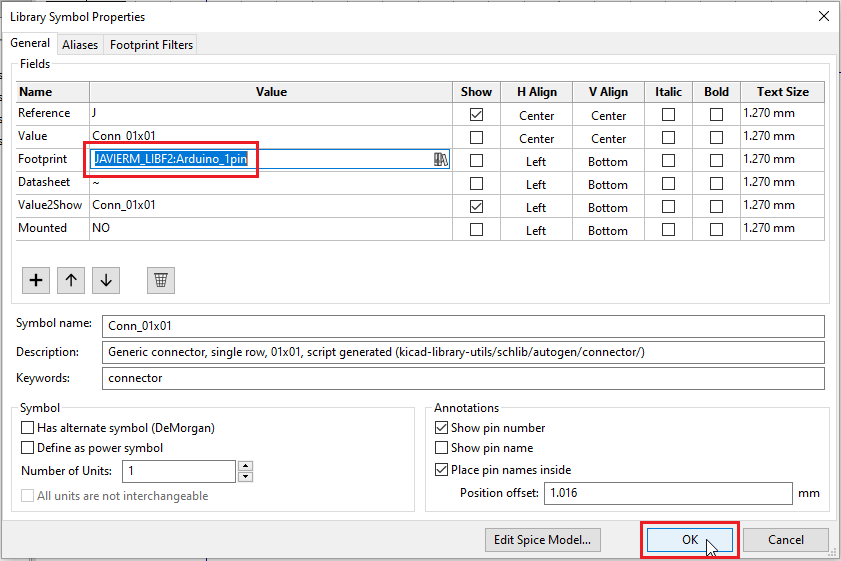 Library Symbol Properties
General Aliases Footprint Filters
Fields
Name Value Show H Align V Align Italic Bold Text Size
Reference J Center Center 1.270 mm
Value Conn_01x01 Center Center 1.270 mm
Footprint JAVIERM_LIBF2:Arduino_1pin Left Bottom 1.270 mm
Datasheet ~ Left Bottom 1.270 mm
Value2Show Conn_01x01 Left Bottom 1.270 mm
Mounted NO Left Bottom 1.270 mm
Symbol name: Conn_01x01
Description: Generic connector, single row, 01x01, script generated (kicad-library-utils/schlib/autogen/connector/)
Keywords: connector
Symbol Annotations
Has alternate symbol (DeMorgan) Show pin number
Define as power symbol Show pin name
Number of Units: 1 Place pin names inside
All units are not interchangeable Position offset: 1.016 mm
Edit Spice Model... OK Cancel